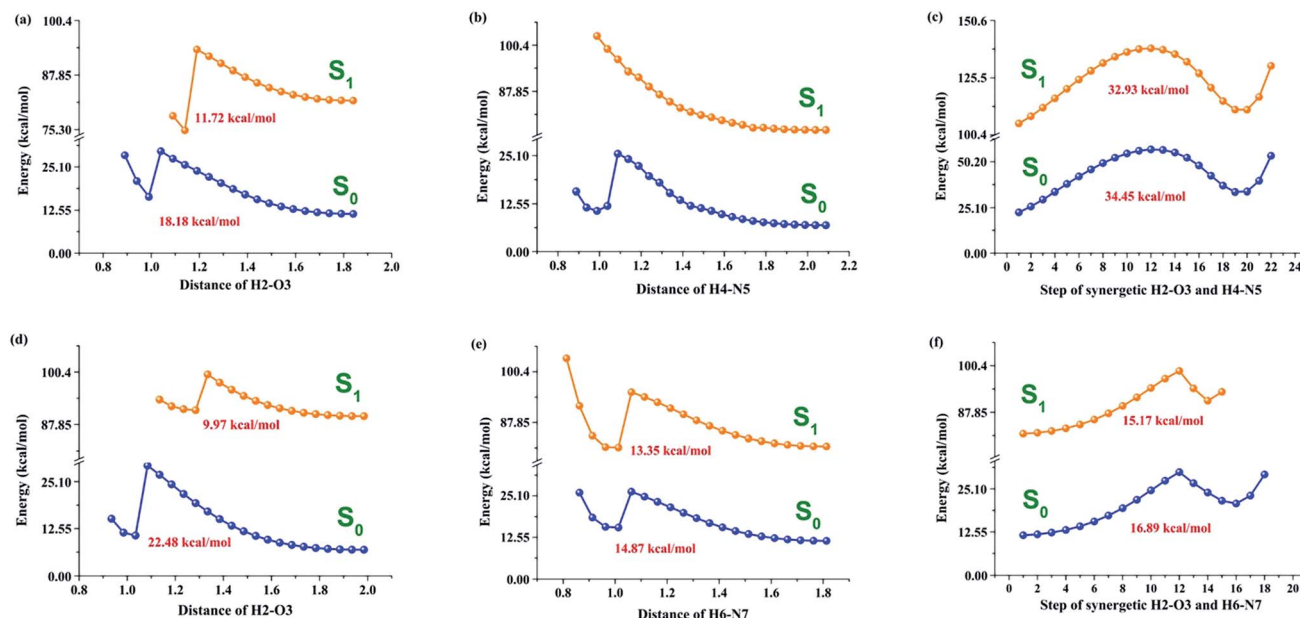 (a)
100.4
87.85
75.30
25.10
12.55
0.00
Energy (kcal/mol)
S1
11.72 kcal/mol
S0
18.18 kcal/mol
0.8 1.0 1.2 1.4 1.6 1.8 2.0
Distance of H2-O3
(b)
100.4
87.85
25.10
12.55
0.00
Energy (kcal/mol)
S1
S0
0.8 1.0 1.2 1.4 1.6 1.8 2.0 2.2
Distance of H4-N5
(c)
150.6
125.5
100.4
50.20
25.10
0.00
Energy (kcal/mol)
S1
32.93 kcal/mol
S0
34.45 kcal/mol
0 2 4 6 8 10 12 14 16 18 20 22 24
Step of synergetic H2-O3 and H4-N5
(d)
100.4
87.85
25.10
12.55
0.00
Energy (kcal/mol)
S1
9.97 kcal/mol
S0
22.48 kcal/mol
0.8 1.0 1.2 1.4 1.6 1.8 2.0
Distance of H2-O3
(e)
100.4
87.85
25.10
12.55
0.00
Energy (kcal/mol)
S1
13.35 kcal/mol
S0
14.87 kcal/mol
0.8 1.0 1.2 1.4 1.6 1.8
Distance of H6-N7
(f)
100.4
87.85
25.10
12.55
0.00
Energy (kcal/mol)
S1
15.17 kcal/mol
S0
16.89 kcal/mol
0 2 4 6 8 10 12 14 16 18 20
Step of synergetic H2-O3 and H6-N7